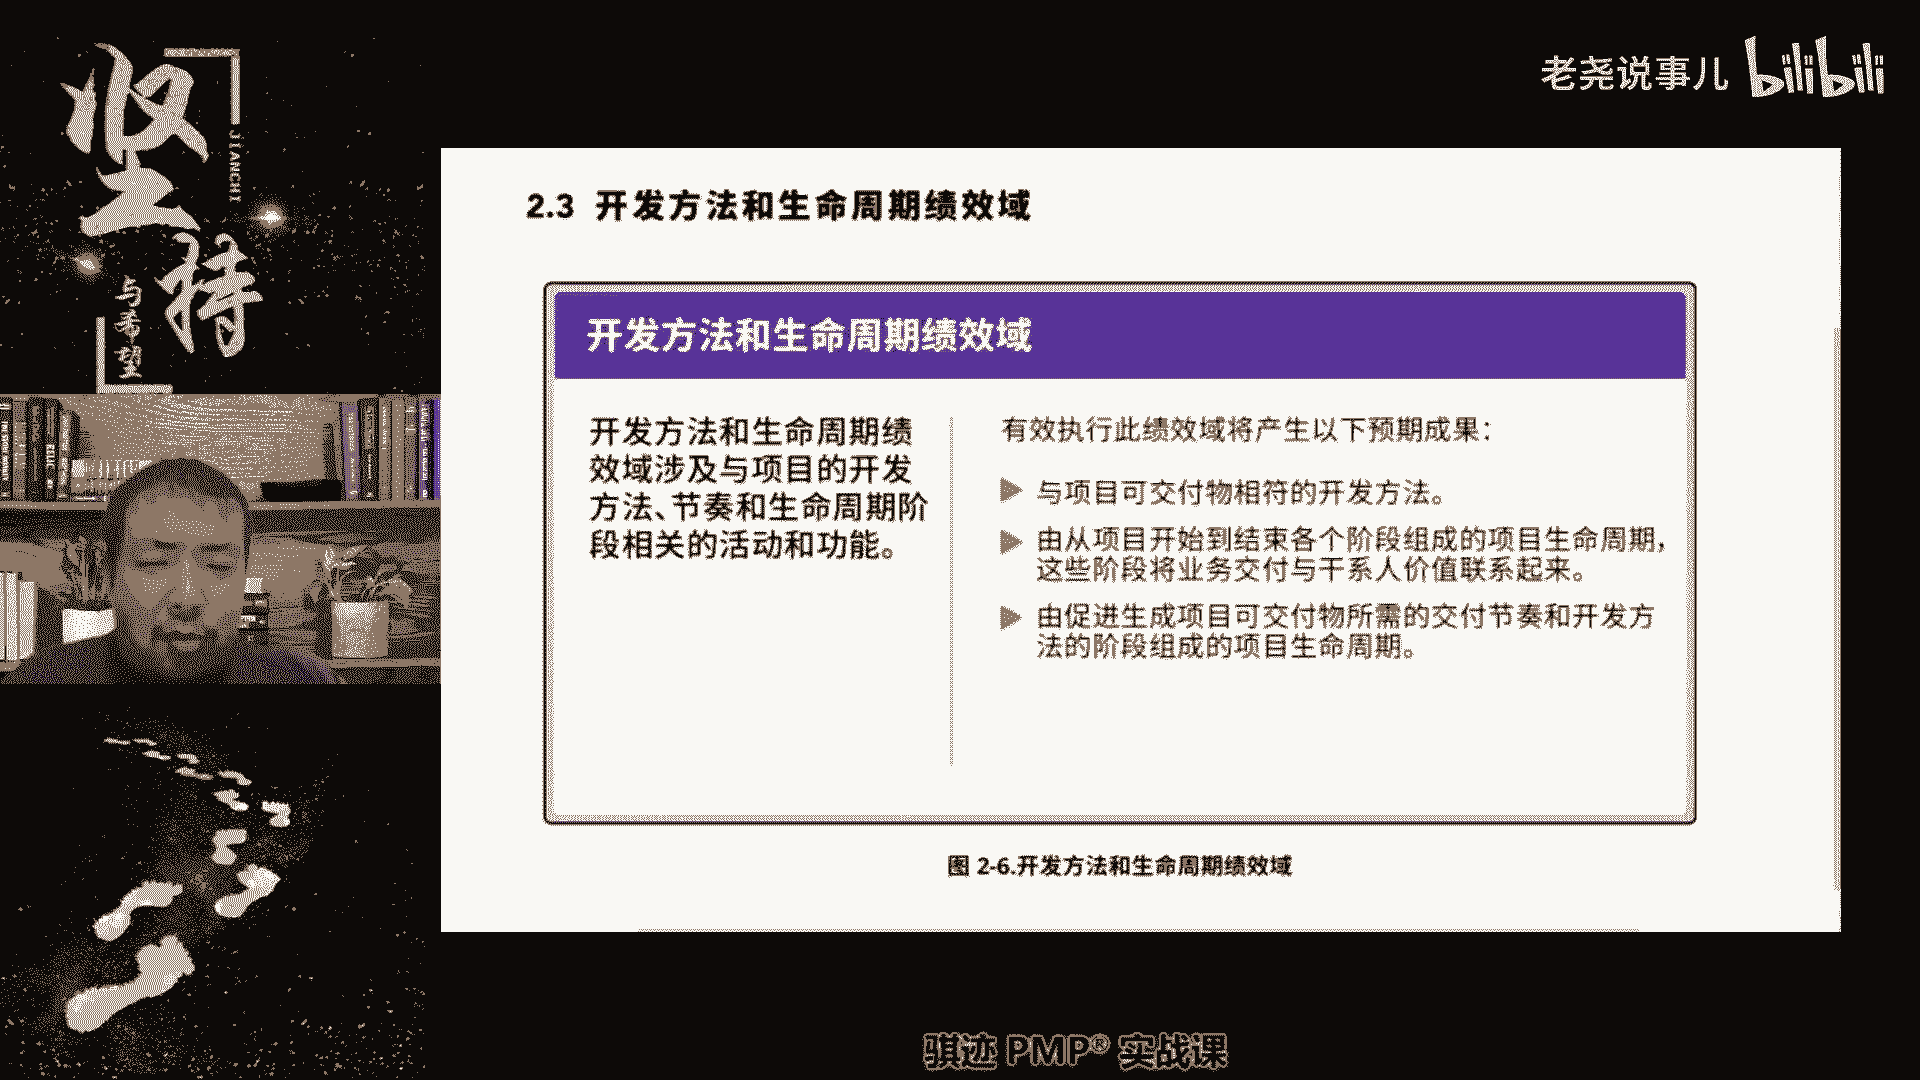 坚持
JIANCHI
与希望
老尧说事儿 bilibili
2.3 开发方法和生命周期绩效域
开发方法和生命周期绩效域
开发方法和生命周期绩
效域涉及与项目的开发
方法、节奏和生命周期阶
段相关的活动和功能。
有效执行此绩效域将产生以下预期成果：
与项目可交付物相符的开发方法。
由从项目开始到结束各个阶段组成的项目生命周期，
这些阶段将业务交付与干系人价值联系起来。
由促进生成项目可交付物所需的交付节奏和开发方
法的阶段组成的项目生命周期。
图 2-6.开发方法和生命周期绩效域
骐迹 PMP® 实战课